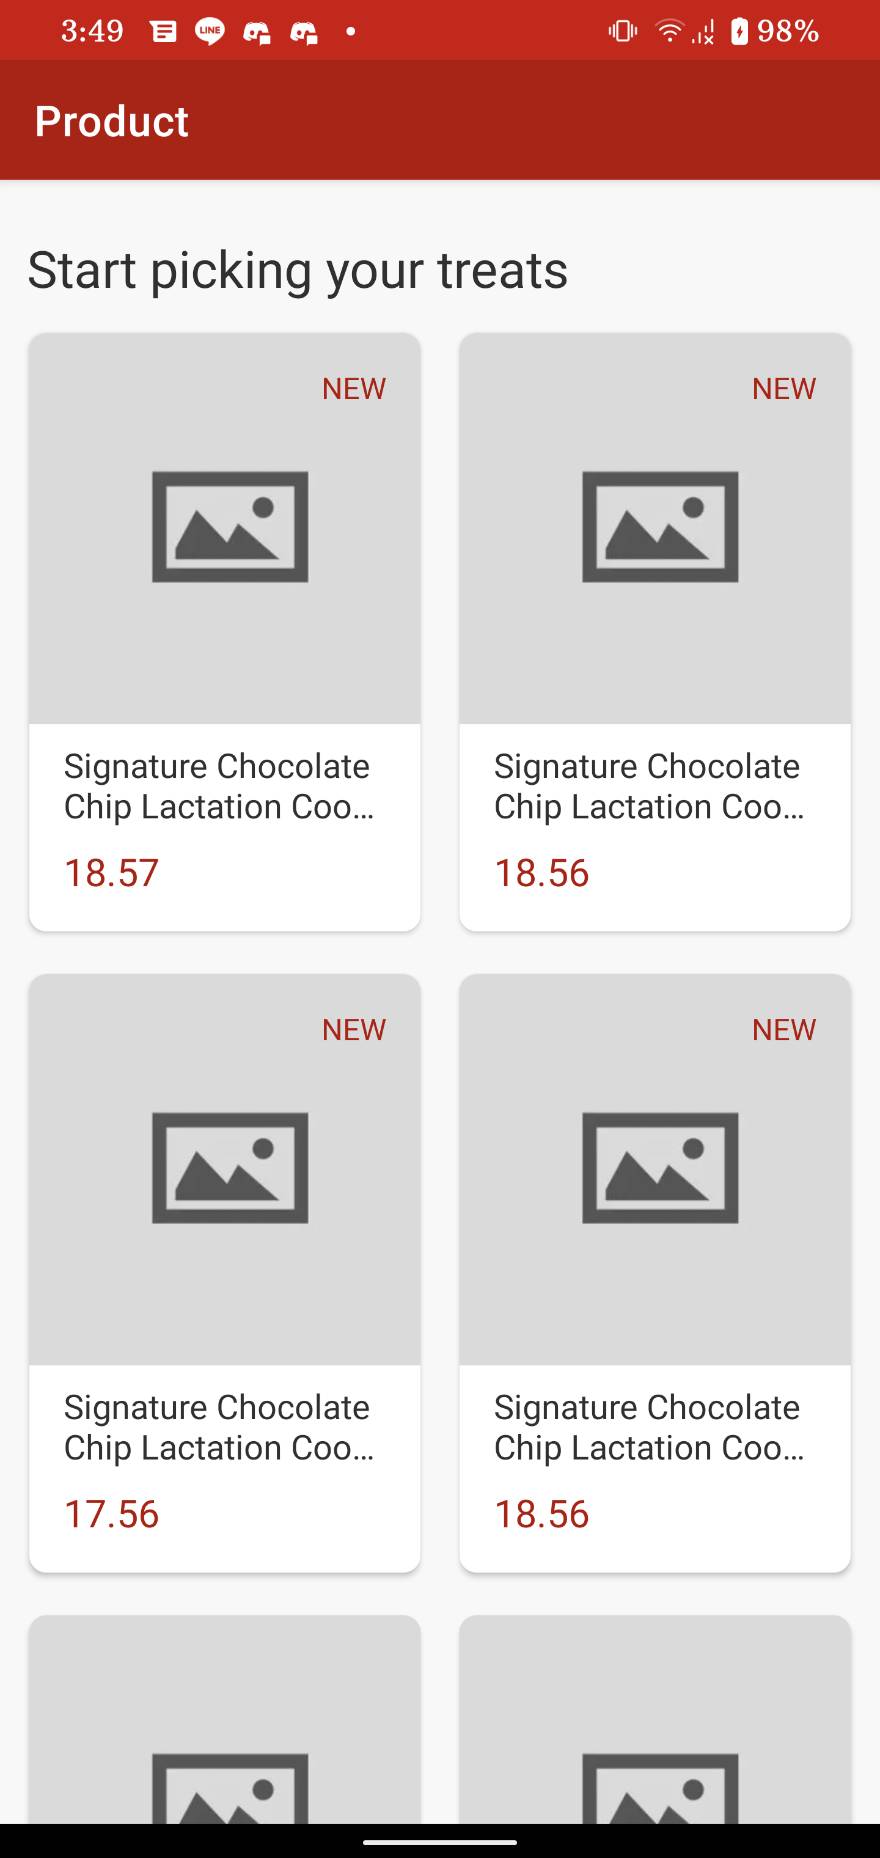 3:49 LINE 98%
Product
Start picking your treats
NEW
NEW
Signature Chocolate
Chip Lactation Coo...
18.57
Signature Chocolate
Chip Lactation Coo...
18.56
NEW
NEW
Signature Chocolate
Chip Lactation Coo...
17.56
Signature Chocolate
Chip Lactation Coo...
18.56